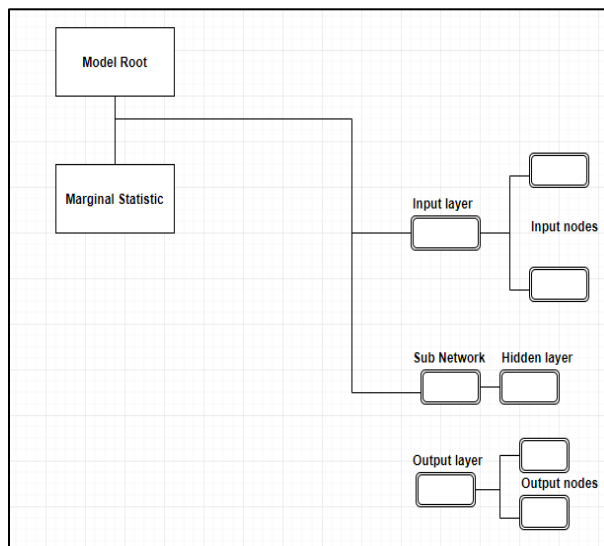 Model Root
Marginal Statistic
Input layer
Input nodes
Sub Network
Hidden layer
Output layer
Output nodes